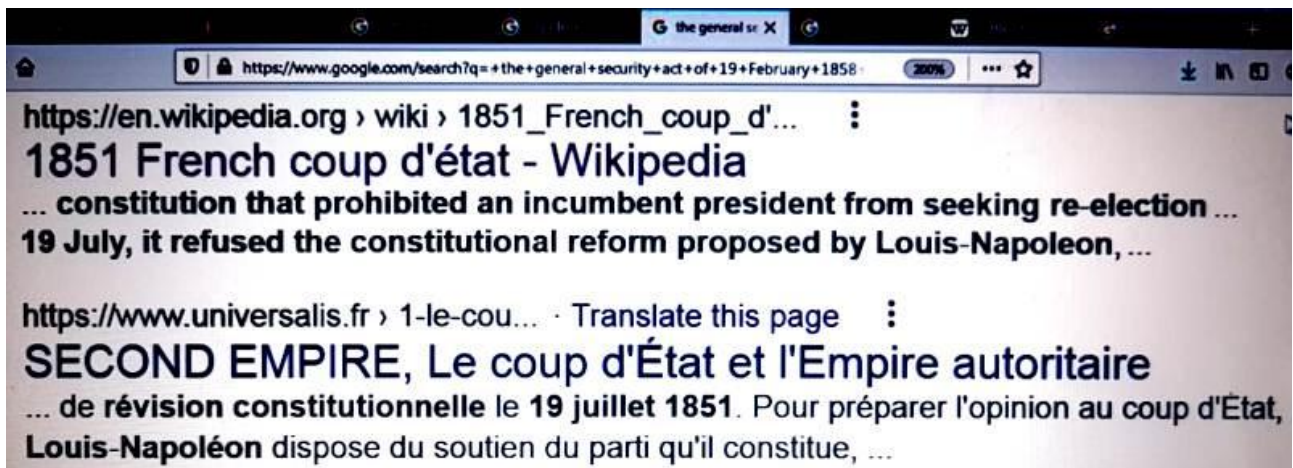 the general se
https://www.google.com/search?q=+the+general+security+act+of+19+February+1858
200%
https://en.wikipedia.org › wiki › 1851_French_coup_d'...
1851 French coup d'état - Wikipedia
... constitution that prohibited an incumbent president from seeking re-election ...
19 July, it refused the constitutional reform proposed by Louis-Napoleon, ...
https://www.universalis.fr › 1-le-cou... · Translate this page
SECOND EMPIRE, Le coup d'État et l'Empire autoritaire
... de révision constitutionnelle le 19 juillet 1851. Pour préparer l'opinion au coup d'État,
Louis-Napoléon dispose du soutien du parti qu'il constitue, ...